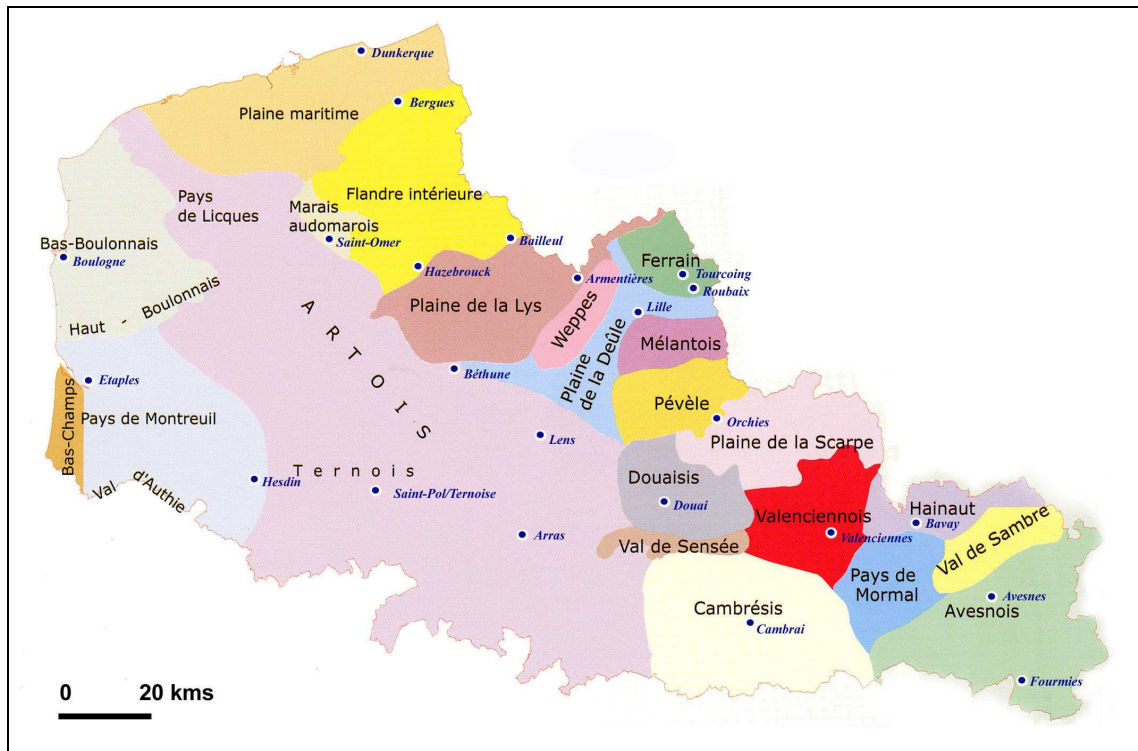 Dunkerque
Bergues
Plaine maritime
Flandre intérieure
Pays
de Licques
Marais
audomarois
Saint-Omer
Bailleul
Bas-Boulonnais
Boulogne
Hazebrouck
Armentières
Ferrain
Tourcoing
Roubaix
Haut - Boulonnais
ARTOIS
Plaine de la Lys
Weppes
Lille
Plaine
de la Deûle
Mélantois
Béthune
Etaples
Bas-Champs
Pays de Montreuil
Pévèle
Orchies
Lens
Plaine de la Scarpe
Val d'Authie
Hesdin
Ternois
Saint-Pol/Ternoise
Douaisis
Douai
Arras
Val de Sensée
Valenciennois
Valenciennes
Hainaut
Bavay
Val de Sambre
Pays de
Mormal
Avesnes
Avesnois
Cambrésis
Cambrai
Fourmies
0 20 kms